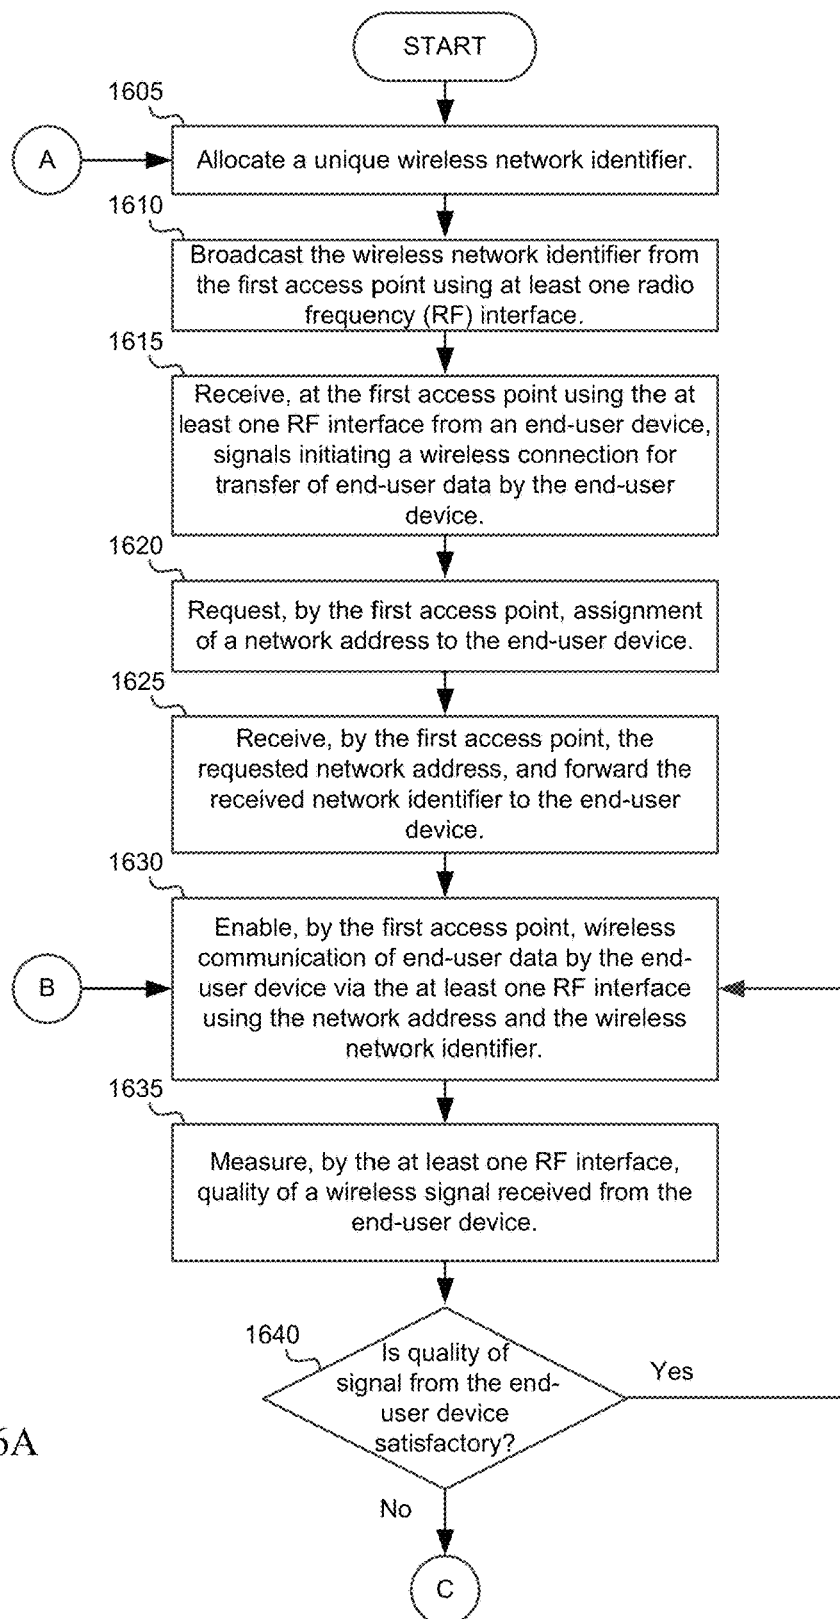 START
1605
A
Allocate a unique wireless network identifier.
1610
Broadcast the wireless network identifier from
the first access point using at least one radio
frequency (RF) interface.
1615
Receive, at the first access point using the at
least one RF interface from an end-user device,
signals initiating a wireless connection for
transfer of end-user data by the end-user
device.
1620
Request, by the first access point, assignment
of a network address to the end-user device.
1625
Receive, by the first access point, the
requested network address, and forward the
received network identifier to the end-user
device.
1630
Enable, by the first access point, wireless
communication of end-user data by the end-
user device via the at least one RF interface
using the network address and the wireless
network identifier.
B
1635
Measure, by the at least one RF interface,
quality of a wireless signal received from the
end-user device.
1640
Is quality of
signal from the end-
user device
satisfactory?
Yes
6A
No
C